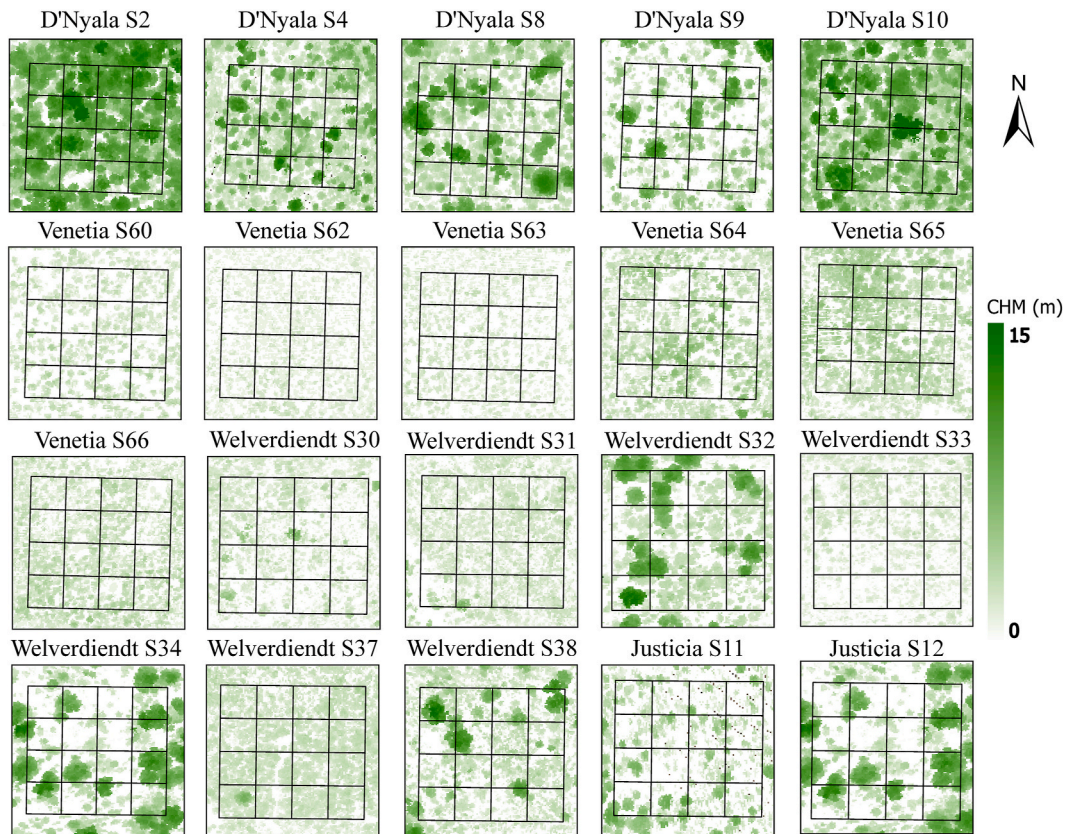 D'Nyala S2 D'Nyala S4 D'Nyala S8 D'Nyala S9 D'Nyala S10
N
Venetia S60 Venetia S62 Venetia S63 Venetia S64 Venetia S65
CHM (m)
15
0
Venetia S66 Welverdiendt S30 Welverdiendt S31 Welverdiendt S32 Welverdiendt S33
Welverdiendt S34 Welverdiendt S37 Welverdiendt S38 Justicia S11 Justicia S12